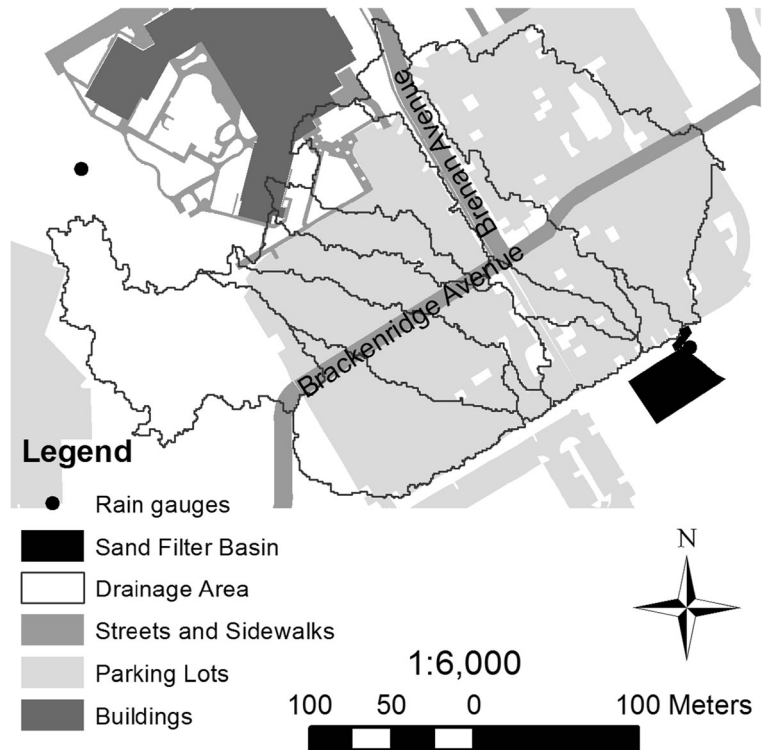 Brenan Avenue
Brackenridge Avenue
Legend
Rain gauges
Sand Filter Basin
Drainage Area
Streets and Sidewalks
Parking Lots
Buildings
N
1:6,000
100 50 0 100 Meters